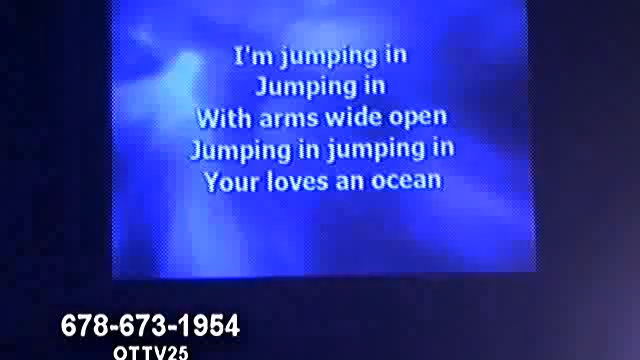 I'm jumping in
Jumping in
With arms wide open
Jumping in jumping in
Your loves an ocean
678-673-1954
OTTV25